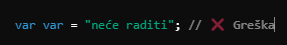 var var = "neće raditi"; // ❌ Greška